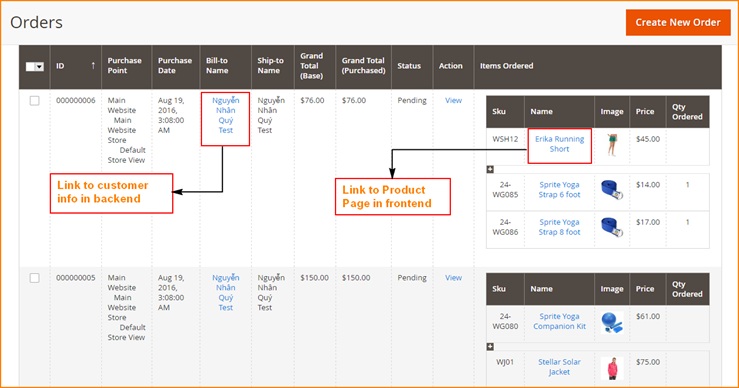 Orders
Create New Order
ID ↑ Purchase Point Purchase Date Bill-to Name Ship-to Name Grand Total (Base) Grand Total (Purchased) Status Action Items Ordered
000000006
Main Website
Main Website Store
Default Store View
Aug 19, 2016, 3:08:00 AM
Nguyễn Nhân Quý Test
Nguyễn Nhân Quý Test
$76.00
$76.00
Pending
View
Sku Name Image Price Qty Ordered
WSH12 Erika Running Short $45.00
24-WG085 Sprite Yoga Strap 6 foot $14.00 1
24-WG086 Sprite Yoga Strap 8 foot $17.00 1
Link to customer
info in backend
Link to Product
Page in frontend
000000005
Main Website
Main Website Store
Default Store View
Aug 19, 2016, 3:08:00 AM
Nguyễn Nhân Quý Test
Nguyễn Nhân Quý Test
$150.00
$150.00
Pending
View
Sku Name Image Price Qty Ordered
24-WG080 Sprite Yoga Companion Kit $61.00
WJ01 Stellar Solar Jacket $75.00